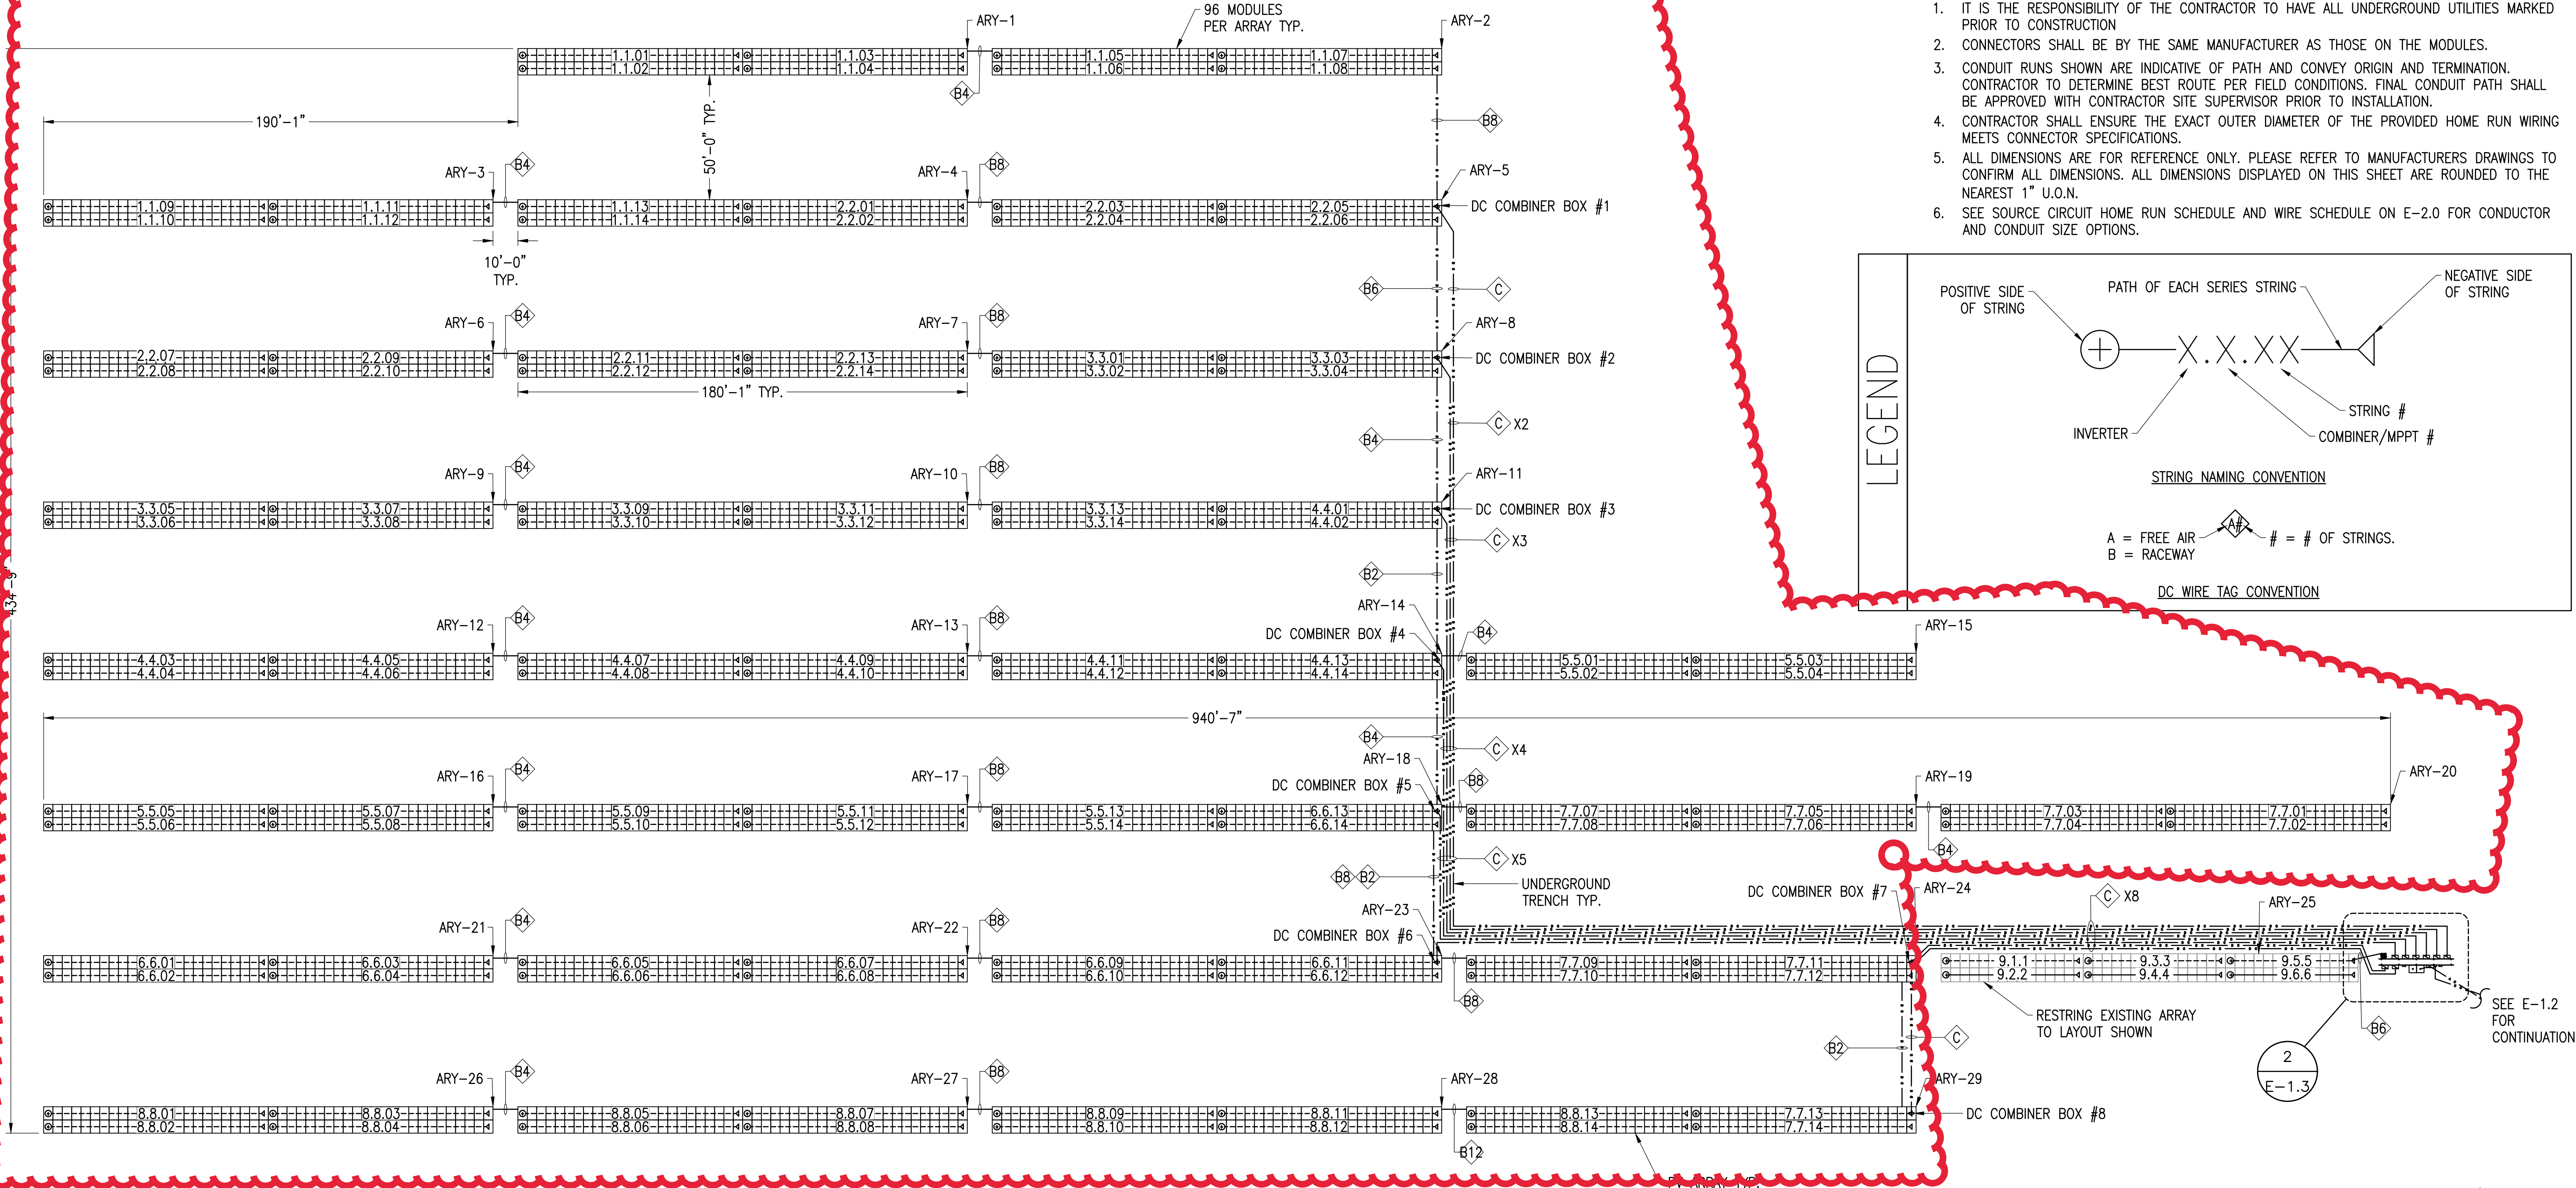 ARY-1
96 MODULES
PER ARRAY TYP.
ARY-2
1.1.01
1.1.03
1.1.05
1.1.07
1.1.02
1.1.04
1.1.06
1.1.08
B4
190'-1"
50'-0" TYP.
B8
ARY-3
B4
ARY-4
B8
ARY-5
1.1.09
1.1.11
1.1.13
2.2.01
2.2.03
2.2.05
DC COMBINER BOX #1
1.1.10
1.1.12
1.1.14
2.2.02
2.2.04
2.2.06
10'-0"
TYP.
B6
C
ARY-6
B4
ARY-7
B8
ARY-8
2.2.07
2.2.09
2.2.11
2.2.13
3.3.01
3.3.03
DC COMBINER BOX #2
2.2.08
2.2.10
2.2.12
2.2.14
3.3.02
3.3.04
180'-1" TYP.
C X2
B4
ARY-9
B4
ARY-10
B8
ARY-11
3.3.05
3.3.07
3.3.09
3.3.11
3.3.13
4.4.01
DC COMBINER BOX #3
3.3.06
3.3.08
3.3.10
3.3.12
3.3.14
4.4.02
C X3
B2
434'-9"
ARY-12
B4
ARY-13
B8
ARY-14
DC COMBINER BOX #4
B4
ARY-15
4.4.03
4.4.05
4.4.07
4.4.09
4.4.11
4.4.13
5.5.01
5.5.03
4.4.04
4.4.06
4.4.08
4.4.10
4.4.12
4.4.14
5.5.02
5.5.04
940'-7"
B4
C X4
ARY-16
B4
ARY-17
B8
ARY-18
DC COMBINER BOX #5
B8
ARY-19
ARY-20
5.5.05
5.5.07
5.5.09
5.5.11
5.5.13
6.6.13
7.7.07
7.7.05
7.7.03
7.7.01
5.5.06
5.5.08
5.5.10
5.5.12
5.5.14
6.6.14
7.7.08
7.7.06
7.7.04
7.7.02
B4
C X5
B8
B2
UNDERGROUND
TRENCH TYP.
DC COMBINER BOX #7
ARY-24
C X8
ARY-25
ARY-21
B4
ARY-22
B8
ARY-23
DC COMBINER BOX #6
6.6.01
6.6.03
6.6.05
6.6.07
6.6.09
6.6.11
7.7.09
7.7.11
9.1.1
9.3.3
9.5.5
6.6.02
6.6.04
6.6.06
6.6.08
6.6.10
6.6.12
7.7.10
7.7.12
9.2.2
9.4.4
9.6.6
B8
RESTRING EXISTING ARRAY
TO LAYOUT SHOWN
B6
SEE E-1.2
FOR
CONTINUATION
B2
C
2
E-1.3
ARY-26
B4
ARY-27
B8
ARY-28
ARY-29
8.8.01
8.8.03
8.8.05
8.8.07
8.8.09
8.8.11
8.8.13
7.7.13
DC COMBINER BOX #8
8.8.02
8.8.04
8.8.06
8.8.08
8.8.10
8.8.12
8.8.14
7.7.14
B12
PV ARRAY TYP.
1. IT IS THE RESPONSIBILITY OF THE CONTRACTOR TO HAVE ALL UNDERGROUND UTILITIES MARKED
PRIOR TO CONSTRUCTION
2. CONNECTORS SHALL BE BY THE SAME MANUFACTURER AS THOSE ON THE MODULES.
3. CONDUIT RUNS SHOWN ARE INDICATIVE OF PATH AND CONVEY ORIGIN AND TERMINATION.
CONTRACTOR TO DETERMINE BEST ROUTE PER FIELD CONDITIONS. FINAL CONDUIT PATH SHALL
BE APPROVED WITH CONTRACTOR SITE SUPERVISOR PRIOR TO INSTALLATION.
4. CONTRACTOR SHALL ENSURE THE EXACT OUTER DIAMETER OF THE PROVIDED HOME RUN WIRING
MEETS CONNECTOR SPECIFICATIONS.
5. ALL DIMENSIONS ARE FOR REFERENCE ONLY. PLEASE REFER TO MANUFACTURERS DRAWINGS TO
CONFIRM ALL DIMENSIONS. ALL DIMENSIONS DISPLAYED ON THIS SHEET ARE ROUNDED TO THE
NEAREST 1" U.O.N.
6. SEE SOURCE CIRCUIT HOME RUN SCHEDULE AND WIRE SCHEDULE ON E-2.0 FOR CONDUCTOR
AND CONDUIT SIZE OPTIONS.
LEGEND
POSITIVE SIDE
OF STRING
PATH OF EACH SERIES STRING
NEGATIVE SIDE
OF STRING
X.X.XX
INVERTER
STRING #
COMBINER/MPPT #
STRING NAMING CONVENTION
A#
A = FREE AIR
B = RACEWAY
# = # OF STRINGS.
DC WIRE TAG CONVENTION